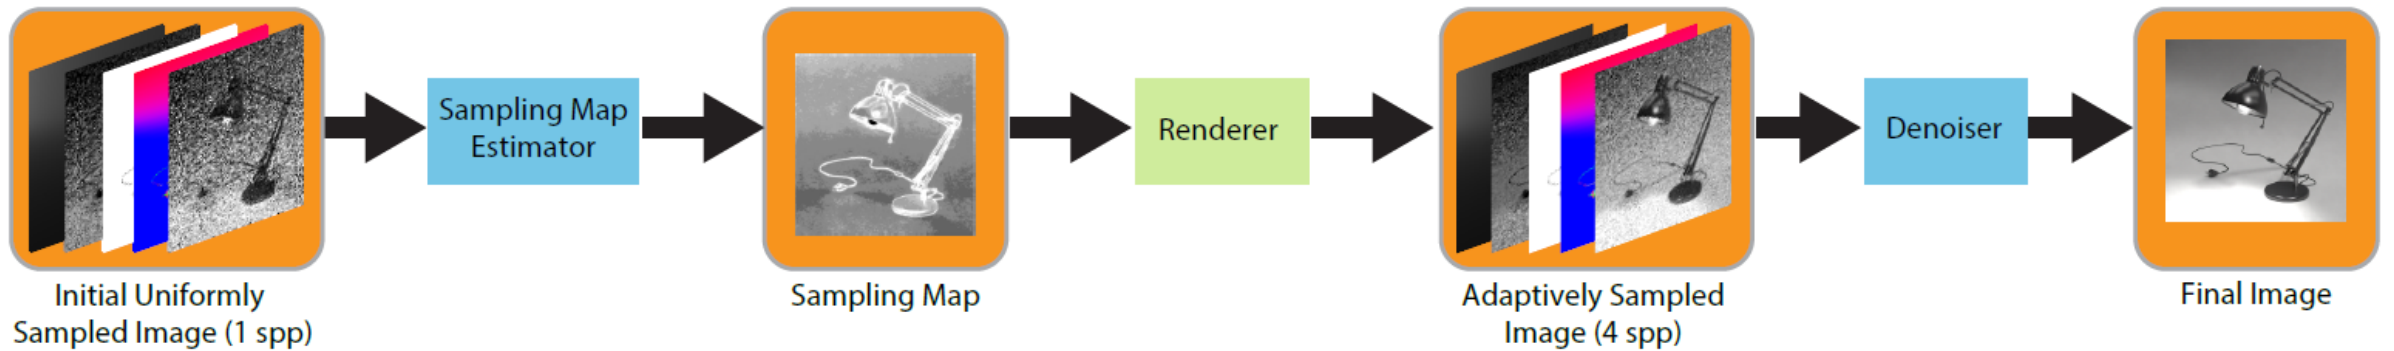 Initial Uniformly
Sampled Image (1 spp)
Sampling Map
Estimator
Sampling Map
Renderer
Adaptively Sampled
Image (4 spp)
Denoiser
Final Image